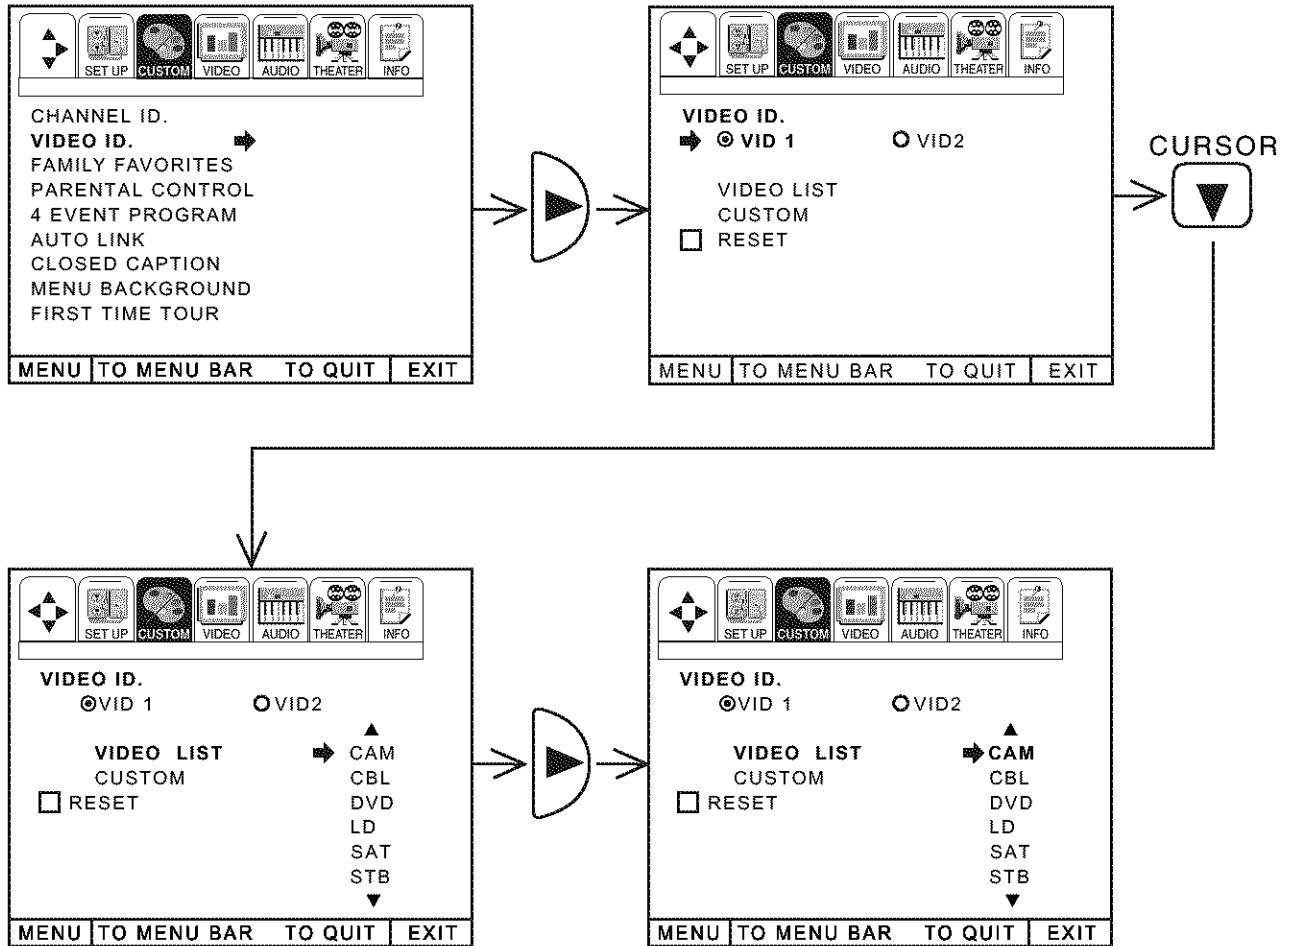 SET UP CUSTOM VIDEO AUDIO THEATER INFO
CHANNEL ID.
VIDEO ID.
FAMILY FAVORITES
PARENTAL CONTROL
4 EVENT PROGRAM
AUTO LINK
CLOSED CAPTION
MENU BACKGROUND
FIRST TIME TOUR
MENU TO MENU BAR TO QUIT EXIT
SET UP CUSTOM VIDEO AUDIO THEATER INFO
VIDEO ID.
VID 1 VID2
VIDEO LIST
CUSTOM
RESET
MENU TO MENU BAR TO QUIT EXIT
CURSOR
SET UP CUSTOM VIDEO AUDIO THEATER INFO
VIDEO ID.
VID 1 VID2
VIDEO LIST CAM
CUSTOM CBL
RESET DVD
LD
SAT
STB
MENU TO MENU BAR TO QUIT EXIT
SET UP CUSTOM VIDEO AUDIO THEATER INFO
VIDEO ID.
VID 1 VID2
VIDEO LIST CAM
CUSTOM CBL
RESET DVD
LD
SAT
STB
MENU TO MENU BAR TO QUIT EXIT